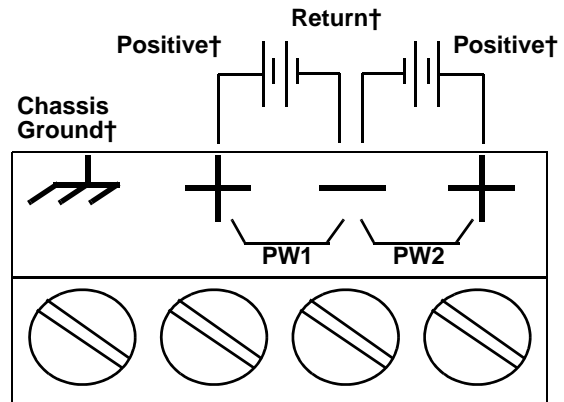 Return†
Positive†
Positive†
Chassis
Ground†
PW1
PW2